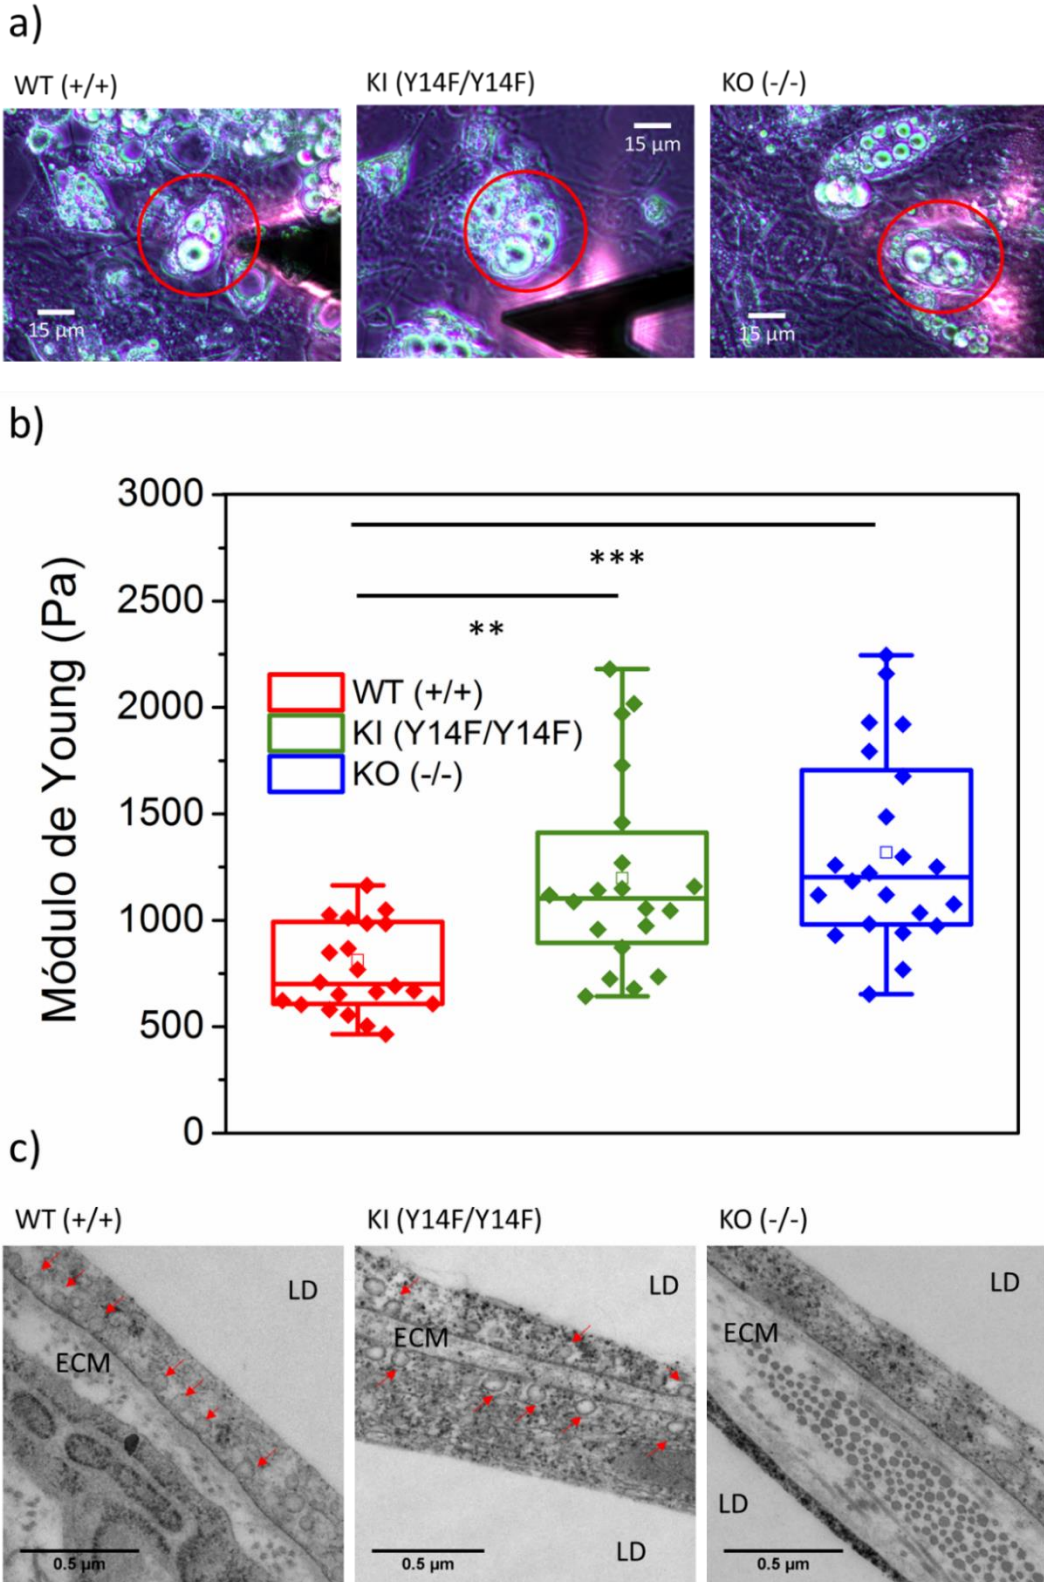 a)
WT (+/+)
KI (Y14F/Y14F)
KO (-/-)
15 µm
15 µm
15 µm
b)
Módulo de Young (Pa)
3000
2500
2000
1500
1000
500
0
***
**
WT (+/+)
KI (Y14F/Y14F)
KO (-/-)
c)
WT (+/+)
KI (Y14F/Y14F)
KO (-/-)
LD
ECM
0.5 µm
LD
ECM
LD
0.5 µm
LD
ECM
LD
0.5 µm